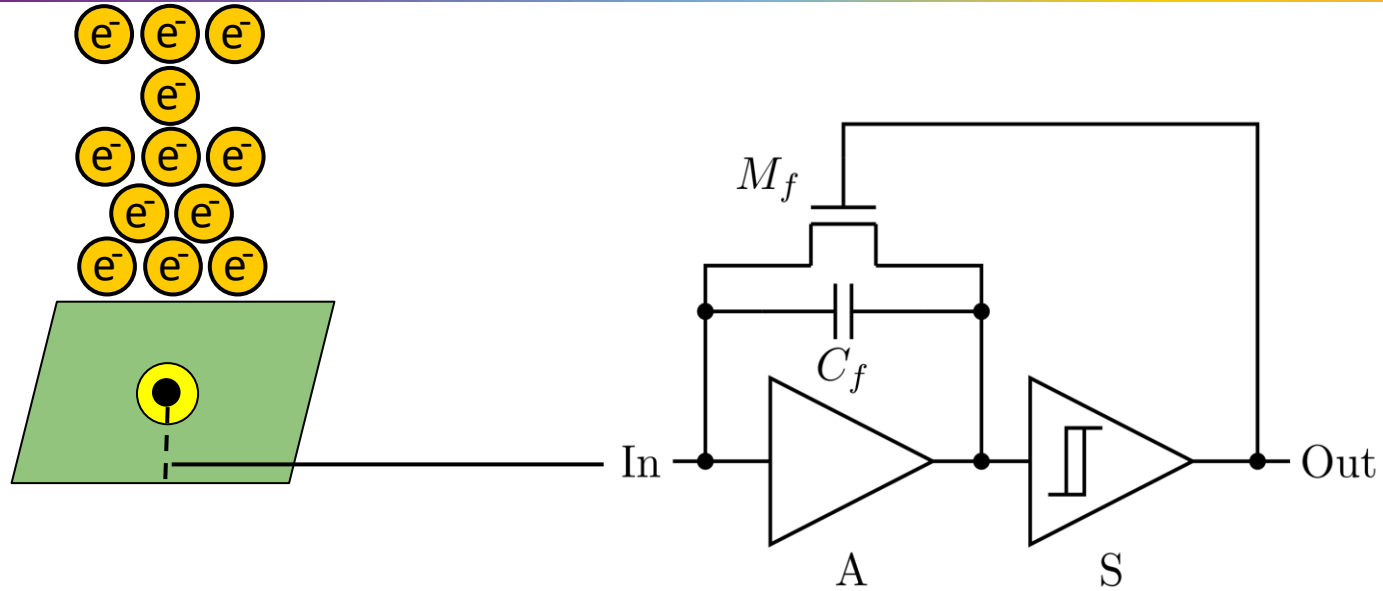 e⁻ e⁻ e⁻
e⁻
e⁻ e⁻ e⁻
e⁻ e⁻
e⁻ e⁻ e⁻
M_f
C_f
In
Out
A
S